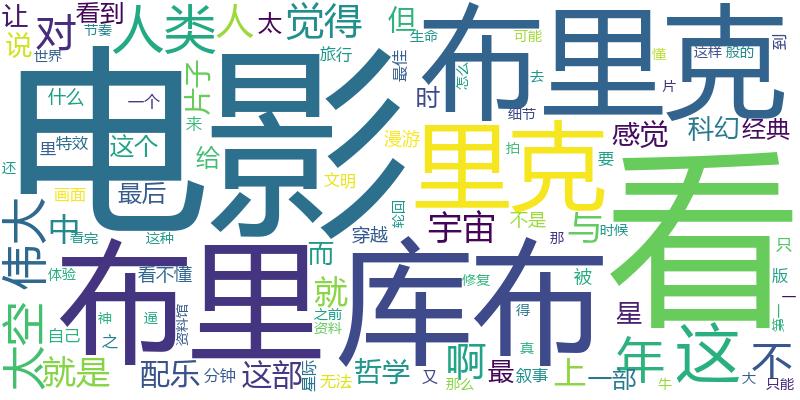 让
说
对
看到
节奏
世界
人类
人
太
觉得
但
生命
可能
布里克
懂
这样
般的
到
电影
片子
旅行
最佳
怎么
去
片
什么
一个
时
细节
来
里
特效
这个
给
漫游
里克
拍
感觉
科幻
经典
要
看
还
画面
最后
文明
伟大
中
看完
这种
轮回
宇宙
不是
与
时候
那
穿越
而
只
体验
看不懂
布里
库布
就
修复
被
版
太空
自己
神
之
逼
资料馆
之前
资料
得
真
星
一
第一
年
这
不
就是
配乐
分钟
这部
星际
无法
哲学
又
啊
那么
最
叙事
上
一部
牛
大
只能